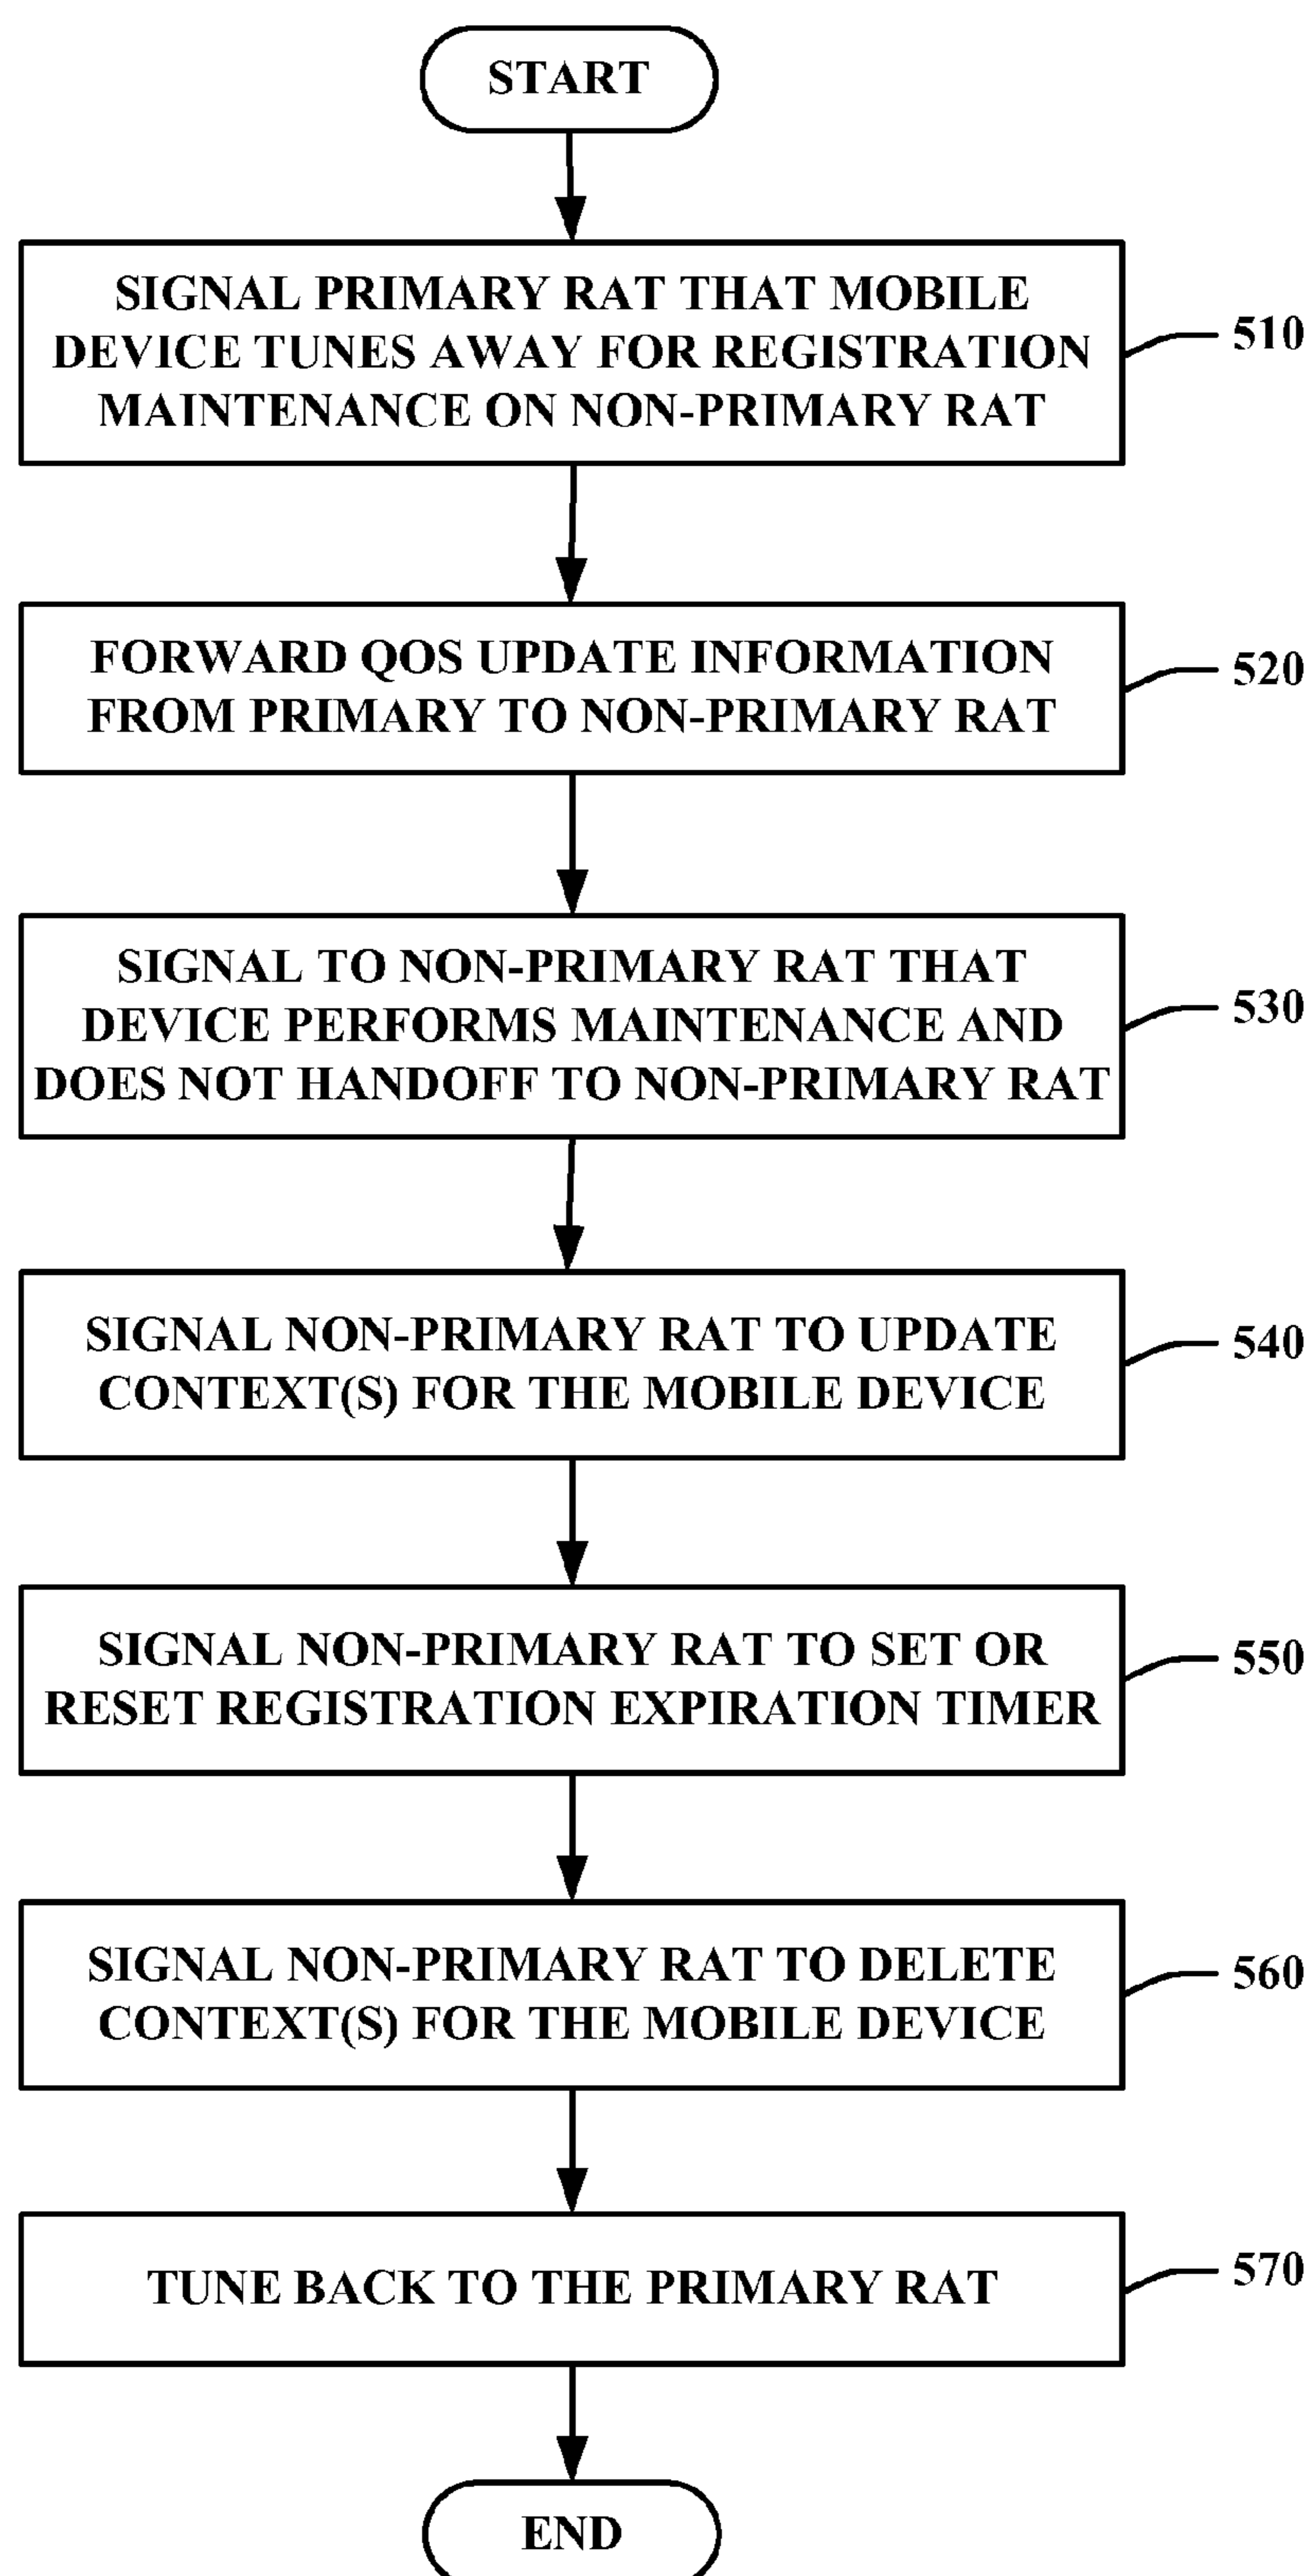 START
SIGNAL PRIMARY RAT THAT MOBILE
DEVICE TUNES AWAY FOR REGISTRATION
MAINTENANCE ON NON-PRIMARY RAT
510
FORWARD QOS UPDATE INFORMATION
FROM PRIMARY TO NON-PRIMARY RAT
520
SIGNAL TO NON-PRIMARY RAT THAT
DEVICE PERFORMS MAINTENANCE AND
DOES NOT HANDOFF TO NON-PRIMARY RAT
530
SIGNAL NON-PRIMARY RAT TO UPDATE
CONTEXT(S) FOR THE MOBILE DEVICE
540
SIGNAL NON-PRIMARY RAT TO SET OR
RESET REGISTRATION EXPIRATION TIMER
550
SIGNAL NON-PRIMARY RAT TO DELETE
CONTEXT(S) FOR THE MOBILE DEVICE
560
TUNE BACK TO THE PRIMARY RAT
570
END